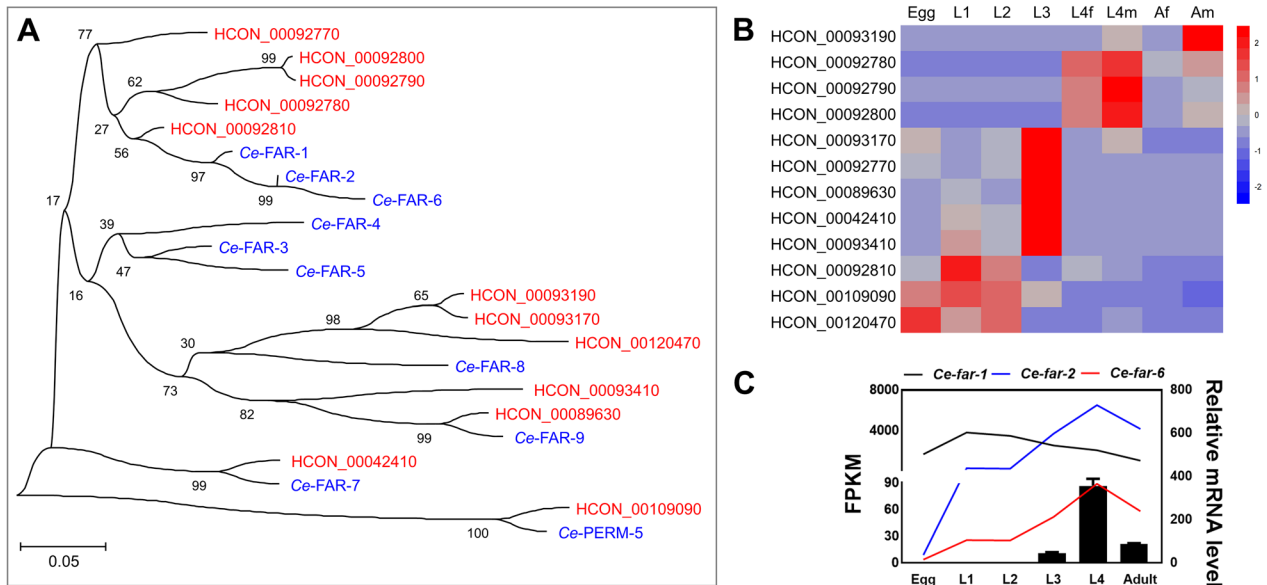 A
77
HCON_00092770
99
HCON_00092800
62
HCON_00092790
HCON_00092780
27
HCON_00092810
56
Ce-FAR-1
97
Ce-FAR-2
99
Ce-FAR-6
17
39
Ce-FAR-4
Ce-FAR-3
47
Ce-FAR-5
16
65
HCON_00093190
98
HCON_00093170
HCON_00120470
30
Ce-FAR-8
73
HCON_00093410
82
HCON_00089630
99
Ce-FAR-9
HCON_00042410
99
Ce-FAR-7
HCON_00109090
100
Ce-PERM-5
0.05
B
Egg L1 L2 L3 L4f L4m Af Am
HCON_00093190
HCON_00092780
HCON_00092790
HCON_00092800
HCON_00093170
HCON_00092770
HCON_00089630
HCON_00042410
HCON_00093410
HCON_00092810
HCON_00109090
HCON_00120470
2
1
0
-1
-2
C
Ce-far-1 Ce-far-2 Ce-far-6
8000
4000
90
60
30
0
FPKM
800
600
400
200
0
Relative mRNA level
Egg L1 L2 L3 L4 Adult